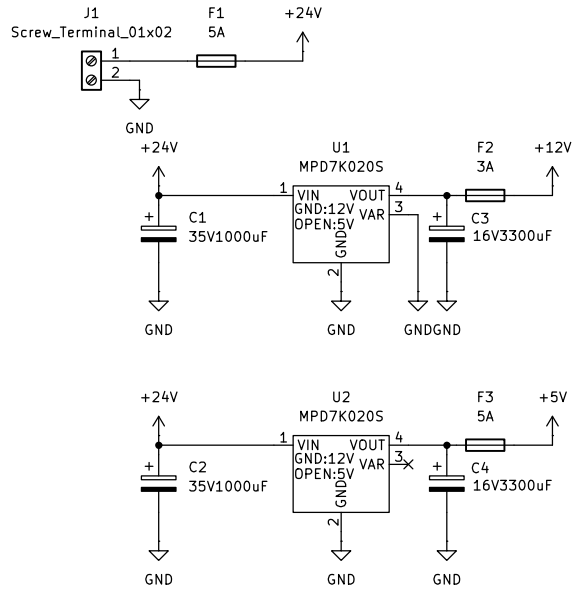 J1
Screw_Terminal_01x02
1
2
GND
F1
5A
+24V
+24V
C1
35V1000uF
GND
U1
MPD7K020S
1
VIN
VOUT
4
GND:12V
VAR
3
OPEN:5V
GND
2
GND
GND
F2
3A
+12V
C3
16V3300uF
GND
+24V
C2
35V1000uF
GND
U2
MPD7K020S
1
VIN
VOUT
4
GND:12V
VAR
3
OPEN:5V
GND
2
GND
F3
5A
+5V
C4
16V3300uF
GND